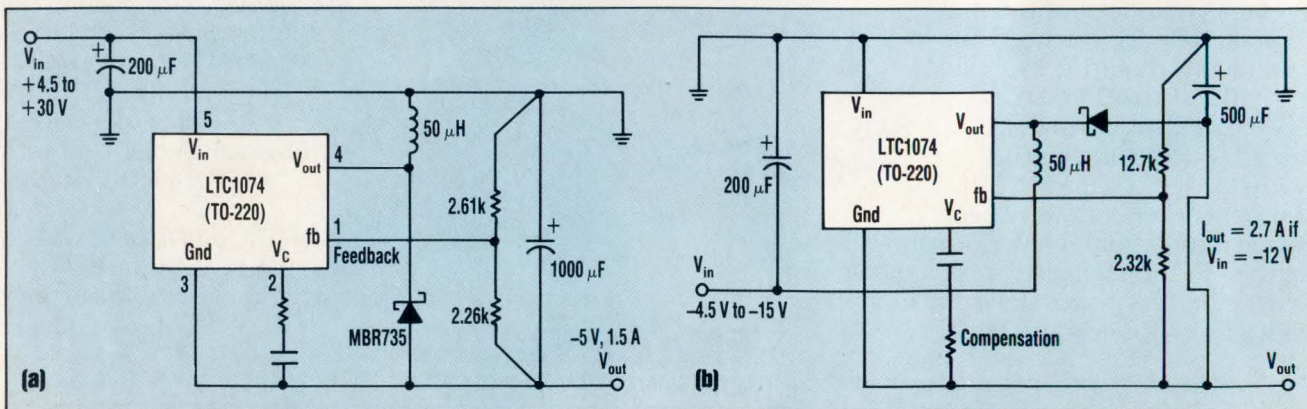 V_in
+4.5 to
+30 V
+
200 μF
5
V_in
V_out
4
LTC1074
(TO-220)
fb
1
Feedback
Gnd
V_C
3
2
50 μH
2.61k
+
1000 μF
2.26k
MBR735
–5 V, 1.5 A
V_out
(a)
V_in
V_out
LTC1074
(TO-220)
fb
Gnd
V_C
+
200 μF
50 μH
12.7k
+
500 μF
2.32k
I_out = 2.7 A if
V_in = –12 V
V_in
–4.5 V to –15 V
Compensation
(b)
V_out